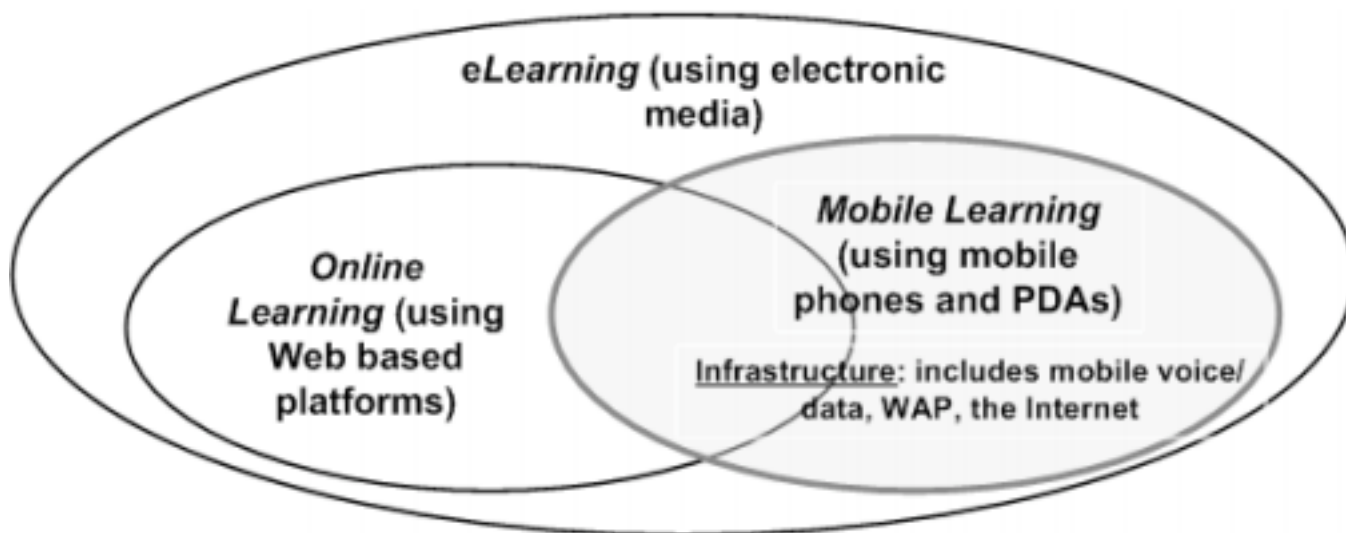 eLearning (using electronic
media)
Online
Learning (using
Web based
platforms)
Mobile Learning
(using mobile
phones and PDAs)
Infrastructure: includes mobile voice/
data, WAP, the Internet